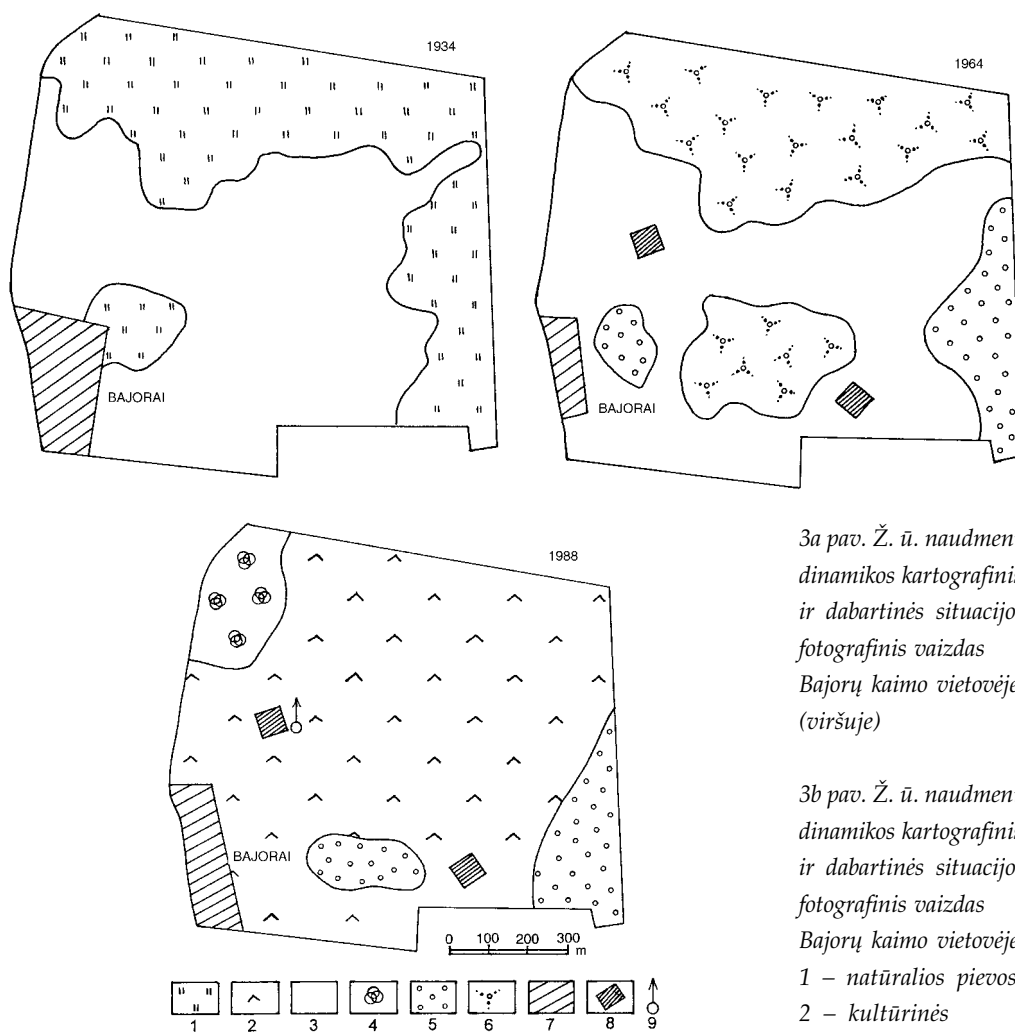 1934
BAJORAI
1964
BAJORAI
1988
BAJORAI
0 100 200 300
m
1 2 3 4 5 6 7 8 9
3a pav. Ž. ū. naudmen
dinamikos kartografinis
ir dabartinės situacijo
fotografinis vaizdas
Bajorų kaimo vietovėje
(viršuje)
3b pav. Ž. ū. naudmen
dinamikos kartografinis
ir dabartinės situacijo
fotografinis vaizdas
Bajorų kaimo vietovėje
1 – natūralios pievos
2 – kultūrinės